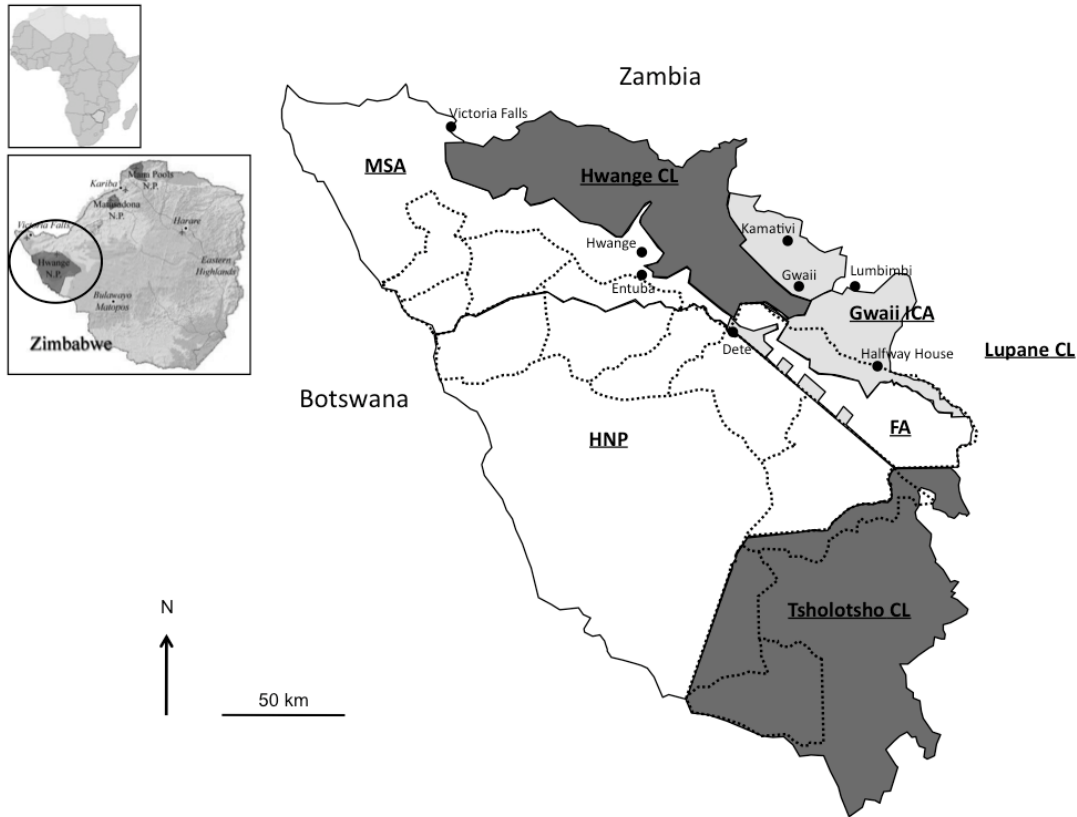 Zambia
Victoria Falls
MSA
Hwange CL
Kamativi
Hwange
Gwaii
Lumbimbi
Entuba
Gwaii ICA
Dete
Halfway House
Lupane CL
Botswana
HNP
FA
Tsholotsho CL
N
50 km
Mana Pools
N.P.
Kariba
Matusadona
N.P.
Victoria Falls
Harare
Hwange
N.P.
Eastern
Highlands
Bulawayo
Matopos
Zimbabwe